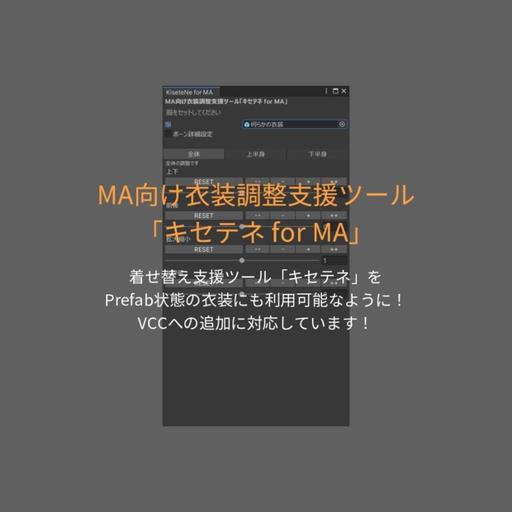 KiseteNe for MA
MA向け衣装調整支援ツール「キセテネ for MA」
服をセットしてください
服
何らかの衣装
ボーン詳細設定
全体
上半身
下半身
全体の調整です
上下
RESET
--
-
+
++
MA向け衣装調整支援ツール
「キセテネ for MA」
拡大縮小
RESET
--
-
+
++
1
着せ替え支援ツール「キセテネ」を
Prefab状態の衣装にも利用可能なように！
VCCへの追加に対応しています！